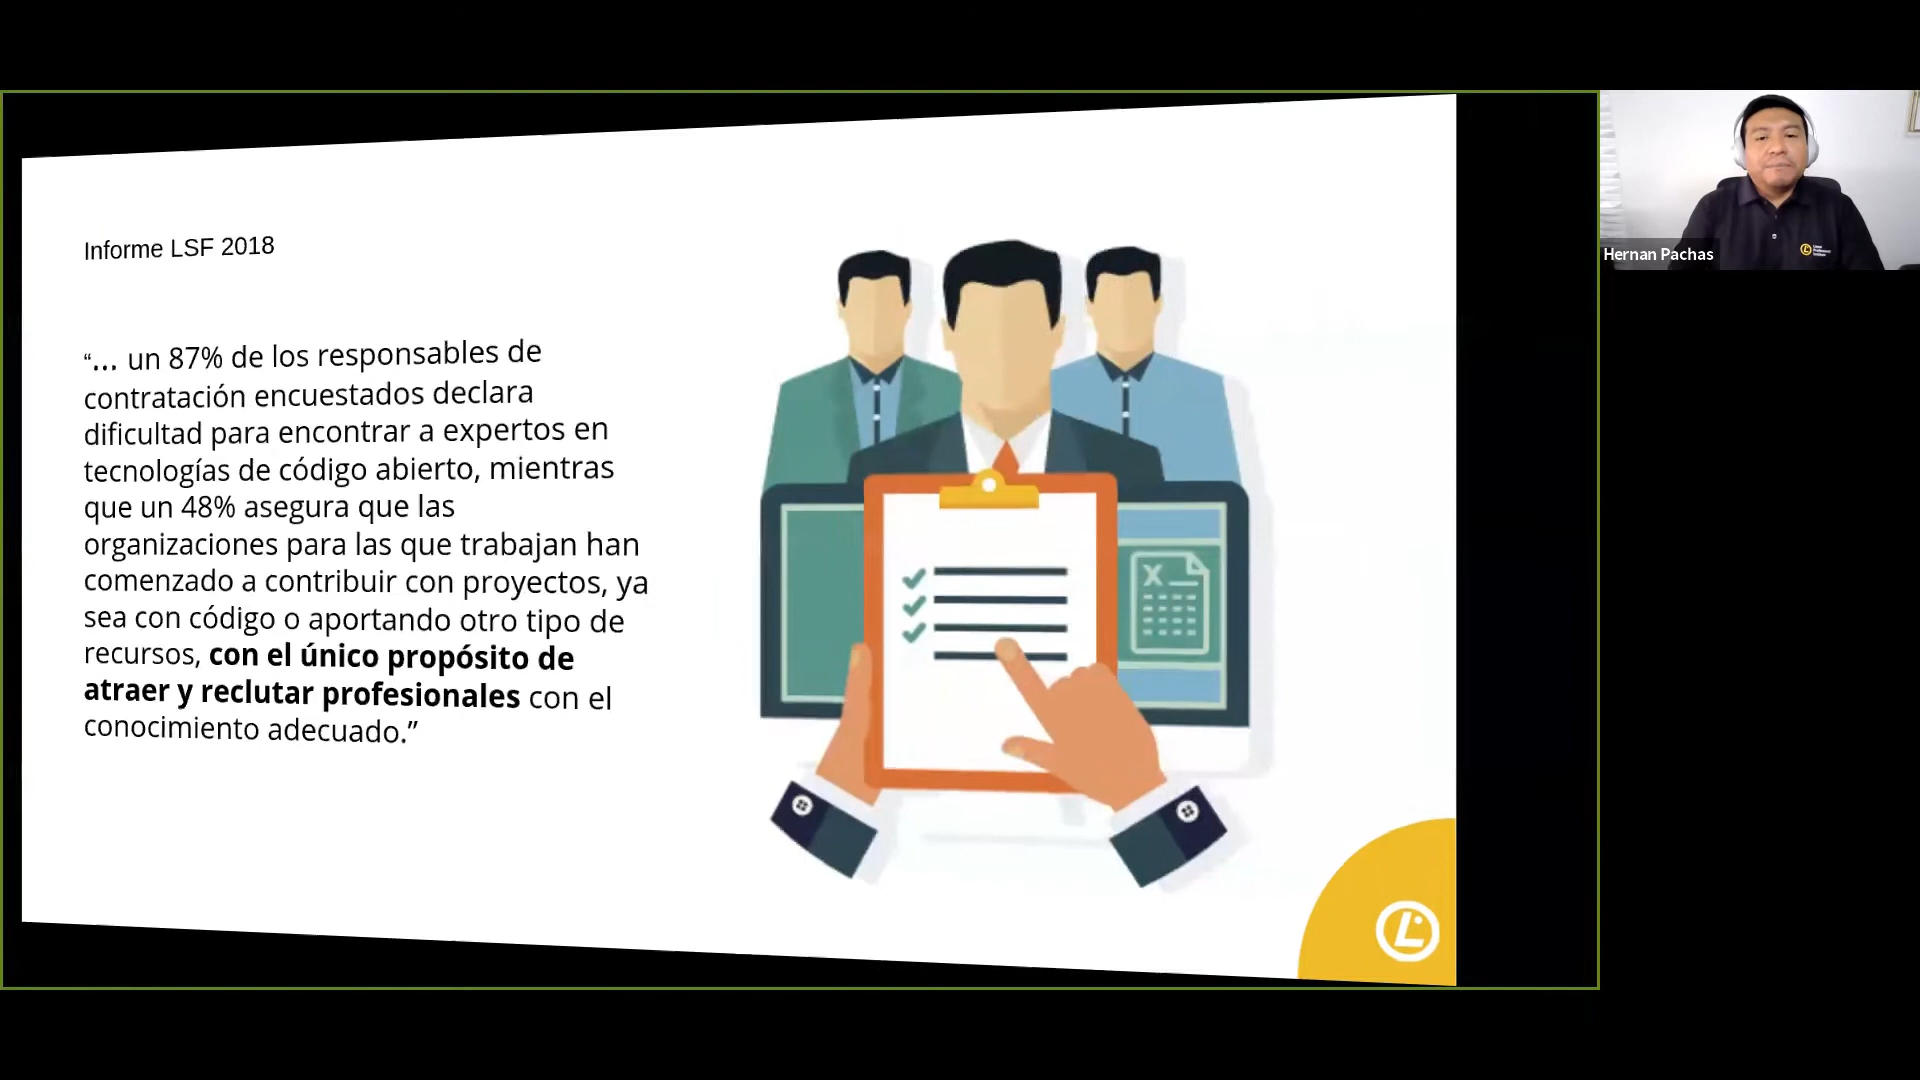 Informe LSF 2018
“... un 87% de los responsables de
contratación encuestados declara
dificultad para encontrar a expertos en
tecnologías de código abierto, mientras
que un 48% asegura que las
organizaciones para las que trabajan han
comenzado a contribuir con proyectos, ya
sea con código o aportando otro tipo de
recursos, con el único propósito de
atraer y reclutar profesionales con el
conocimiento adecuado.”
X
L
Hernan Pachas
Linux
Professional
Institute